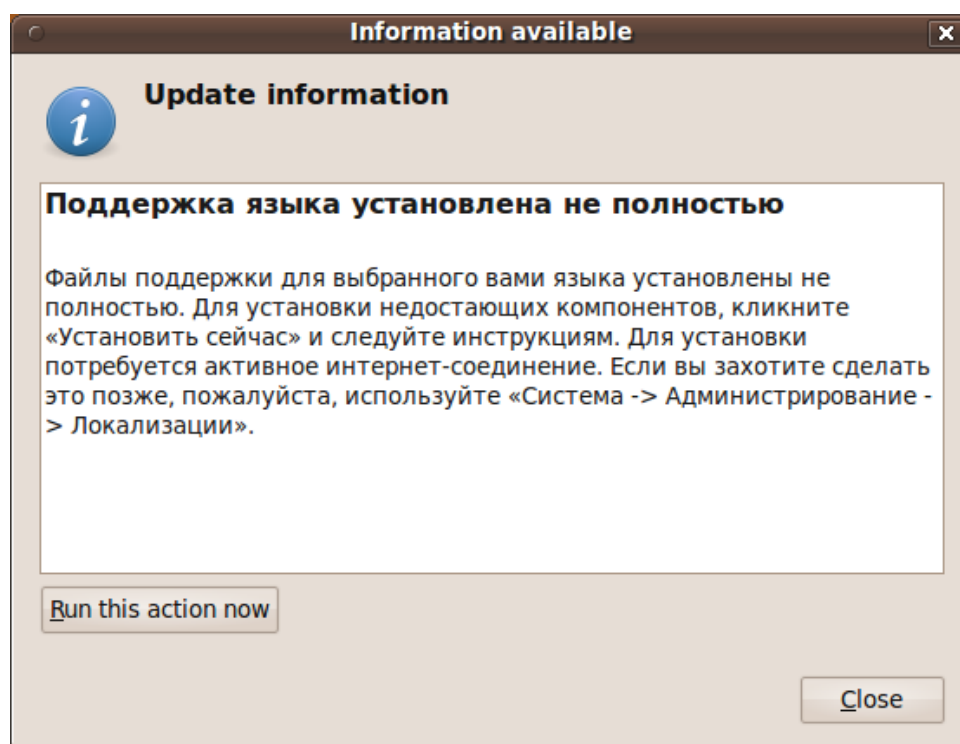 Information available
Update information
Поддержка языка установлена не полностью
Файлы поддержки для выбранного вами языка установлены не
полностью. Для установки недостающих компонентов, кликните
«Установить сейчас» и следуйте инструкциям. Для установки
потребуется активное интернет-соединение. Если вы захотите сделать
это позже, пожалуйста, используйте «Система -> Администрирование -
> Локализации».
Run this action now
Close